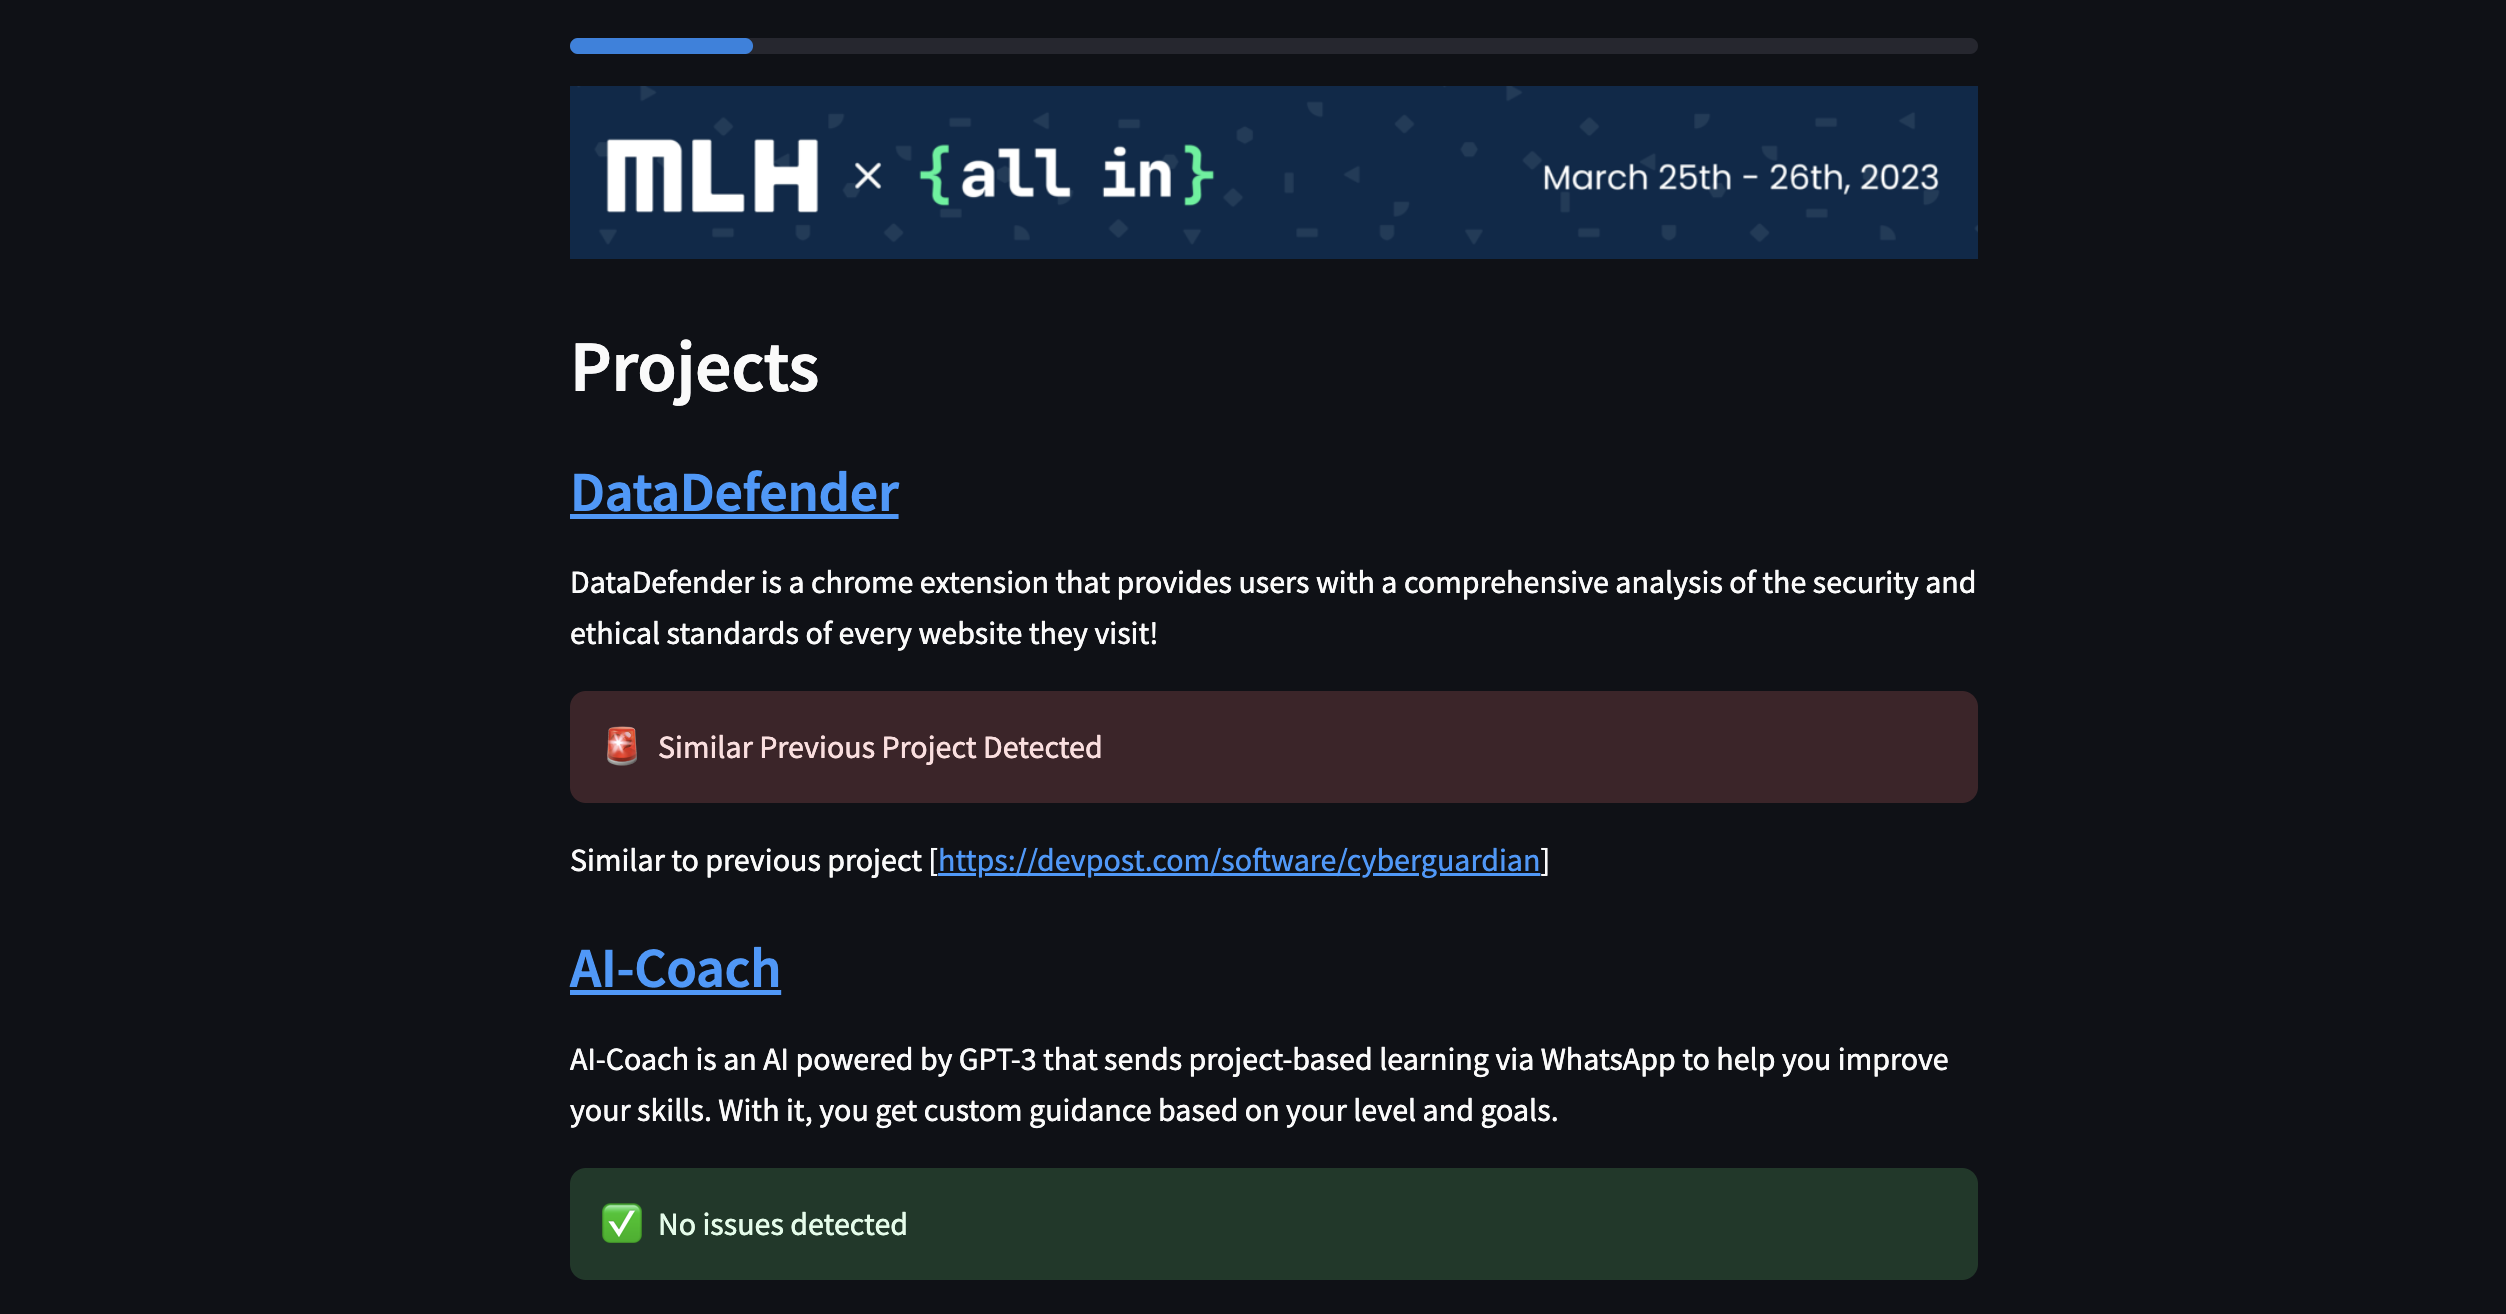 MLH × {all in}
March 25th - 26th, 2023
Projects
DataDefender
DataDefender is a chrome extension that provides users with a comprehensive analysis of the security and
ethical standards of every website they visit!
Similar Previous Project Detected
Similar to previous project [https://devpost.com/software/cyberguardian]
AI-Coach
AI-Coach is an AI powered by GPT-3 that sends project-based learning via WhatsApp to help you improve
your skills. With it, you get custom guidance based on your level and goals.
No issues detected